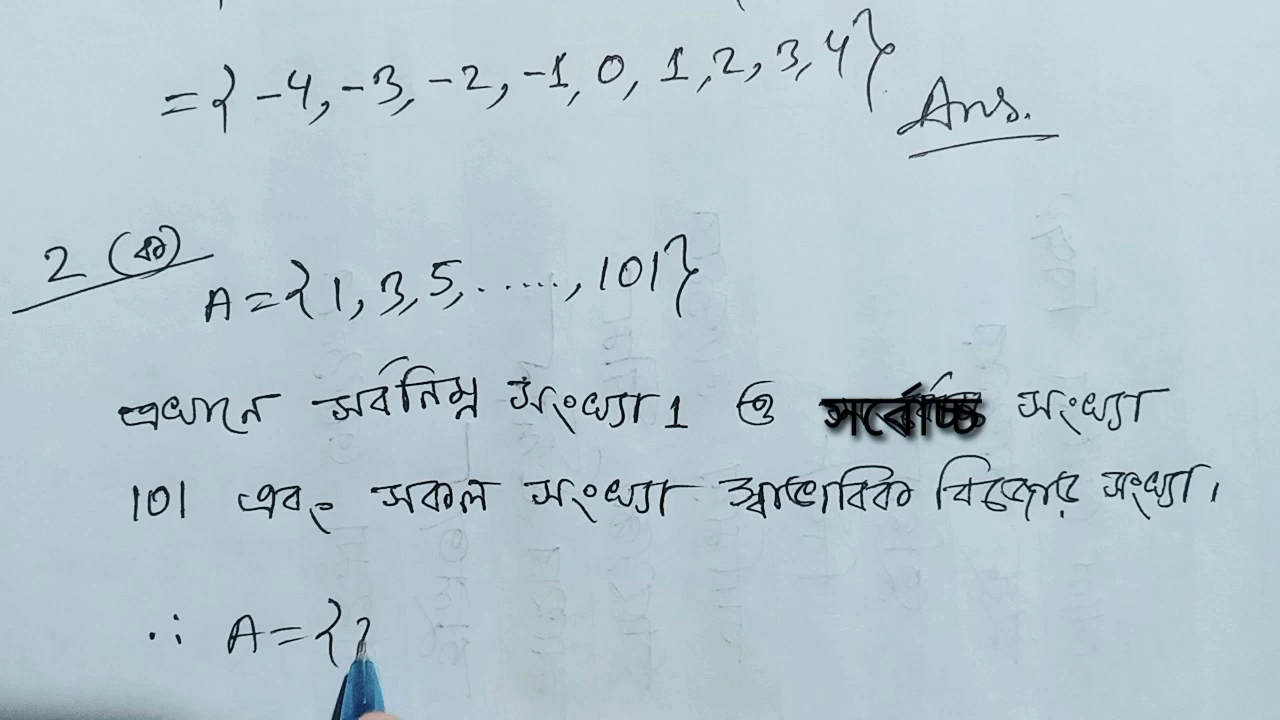 = { -4, -3, -2, -1, 0, 1, 2, 3, 4 }
Ans.
2 (ক)
A = { 1, 3, 5, ....., 101 }
এখানে সর্বনিম্ন সংখ্যা 1 ও সর্বোচ্চ সংখ্যা
101 এবং সকল সংখ্যা স্বাভাবিক বিজোড় সংখ্যা।
∴ A = {